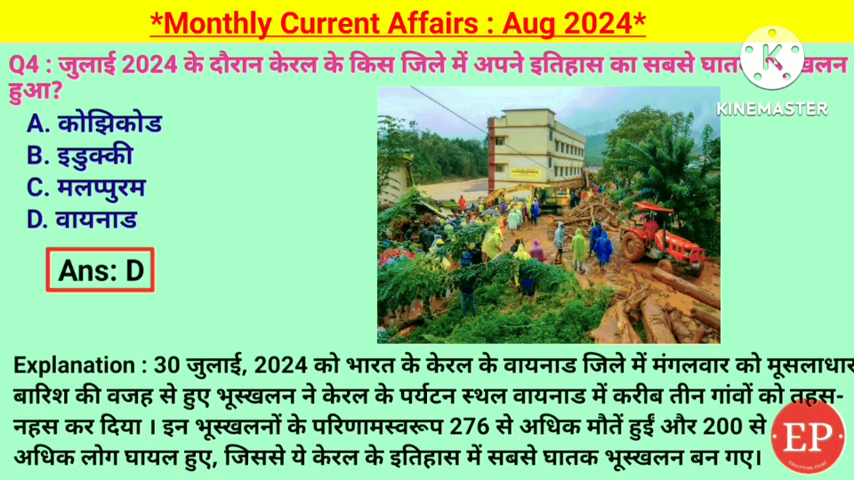 *Monthly Current Affairs : Aug 2024*
Q4 : जुलाई 2024 के दौरान केरल के किस जिले में अपने इतिहास का सबसे
हुआ?
A. कोझिकोड
B. इडुक्की
C. मलप्पुरम
D. वायनाड
Ans: D
KINEMASTER
Explanation : 30 जुलाई, 2024 को भारत के केरल के वायनाड जिले में मंगलवार को मूसलाधार
बारिश की वजह से हुए भूस्खलन ने केरल के पर्यटन स्थल वायनाड में करीब तीन गांवों को तहस-
नहस कर दिया । इन भूस्खलनों के परिणामस्वरूप 276 से अधिक मौतें हुईं और 200 से
अधिक लोग घायल हुए, जिससे ये केरल के इतिहास में सबसे घातक भूस्खलन बन गए।
EP